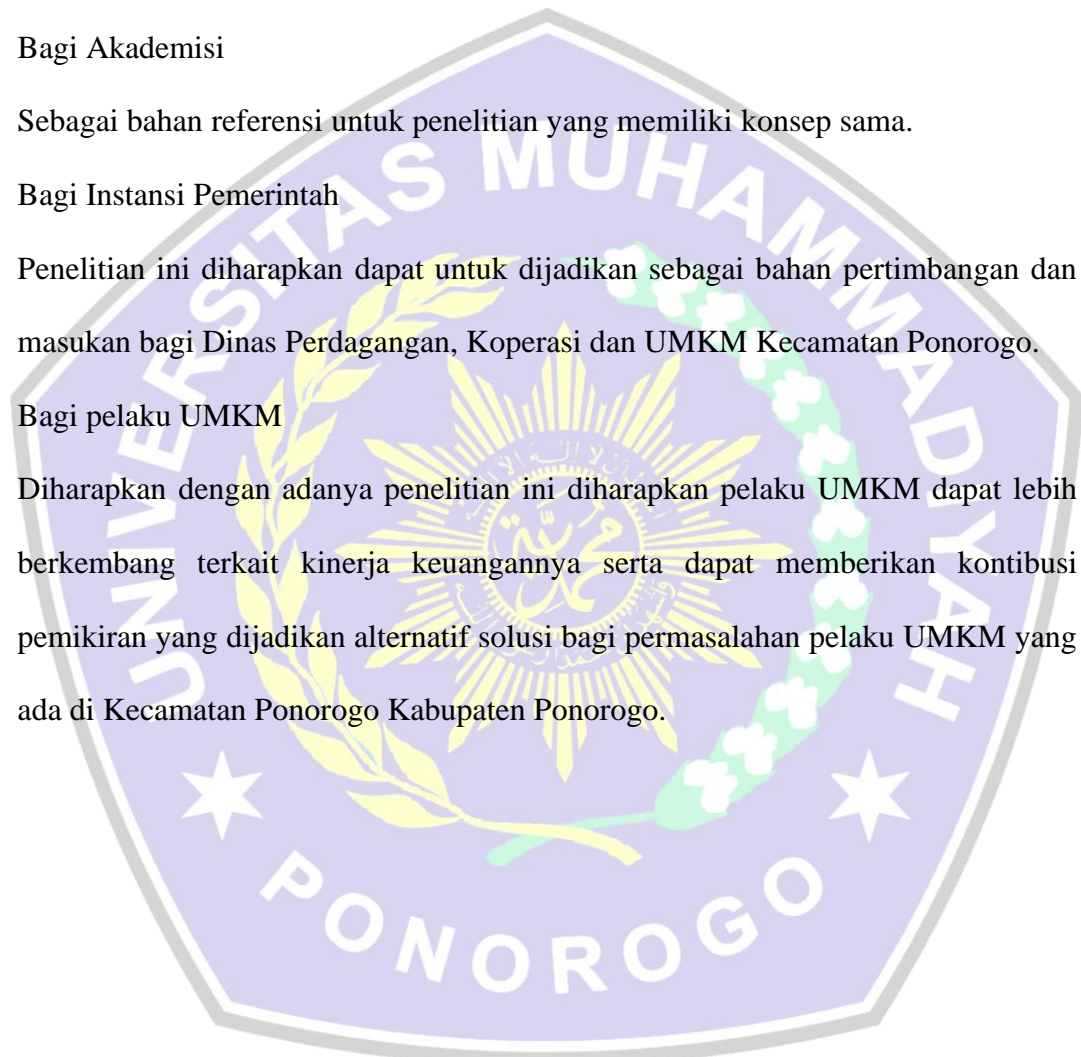 Bagi Akademisi
Sebagai bahan referensi untuk penelitian yang memiliki konsep sama.
Bagi Instansi Pemerintah
Penelitian ini diharapkan dapat untuk dijadikan sebagai bahan pertimbangan dan
masukan bagi Dinas Perdagangan, Koperasi dan UMKM Kecamatan Ponorogo.
Bagi pelaku UMKM
Diharapkan dengan adanya penelitian ini diharapkan pelaku UMKM dapat lebih
berkembang terkait kinerja keuangannya serta dapat memberikan kontibusi
pemikiran yang dijadikan alternatif solusi bagi permasalahan pelaku UMKM yang
ada di Kecamatan Ponorogo Kabupaten Ponorogo.
UNIVERSITAS MUHAMMADIYAH
PONOROGO